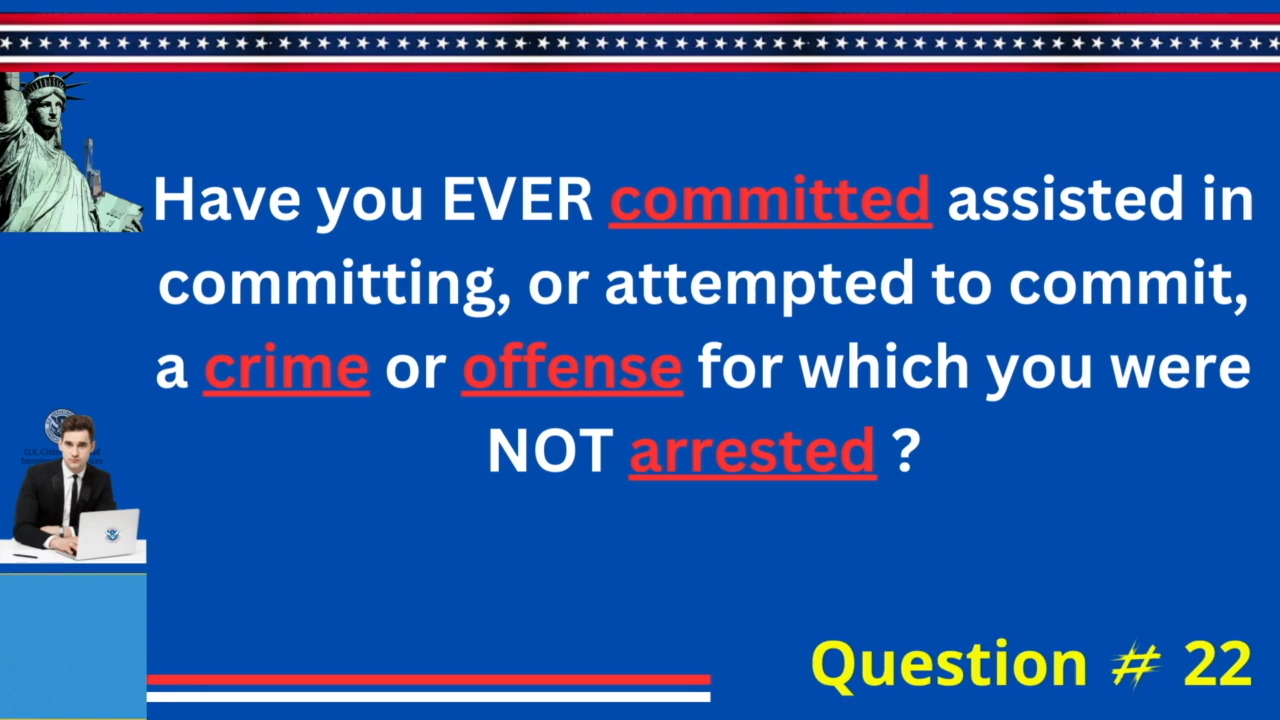 Have you EVER committed assisted in
committing, or attempted to commit,
a crime or offense for which you were
NOT arrested ?
Question # 22